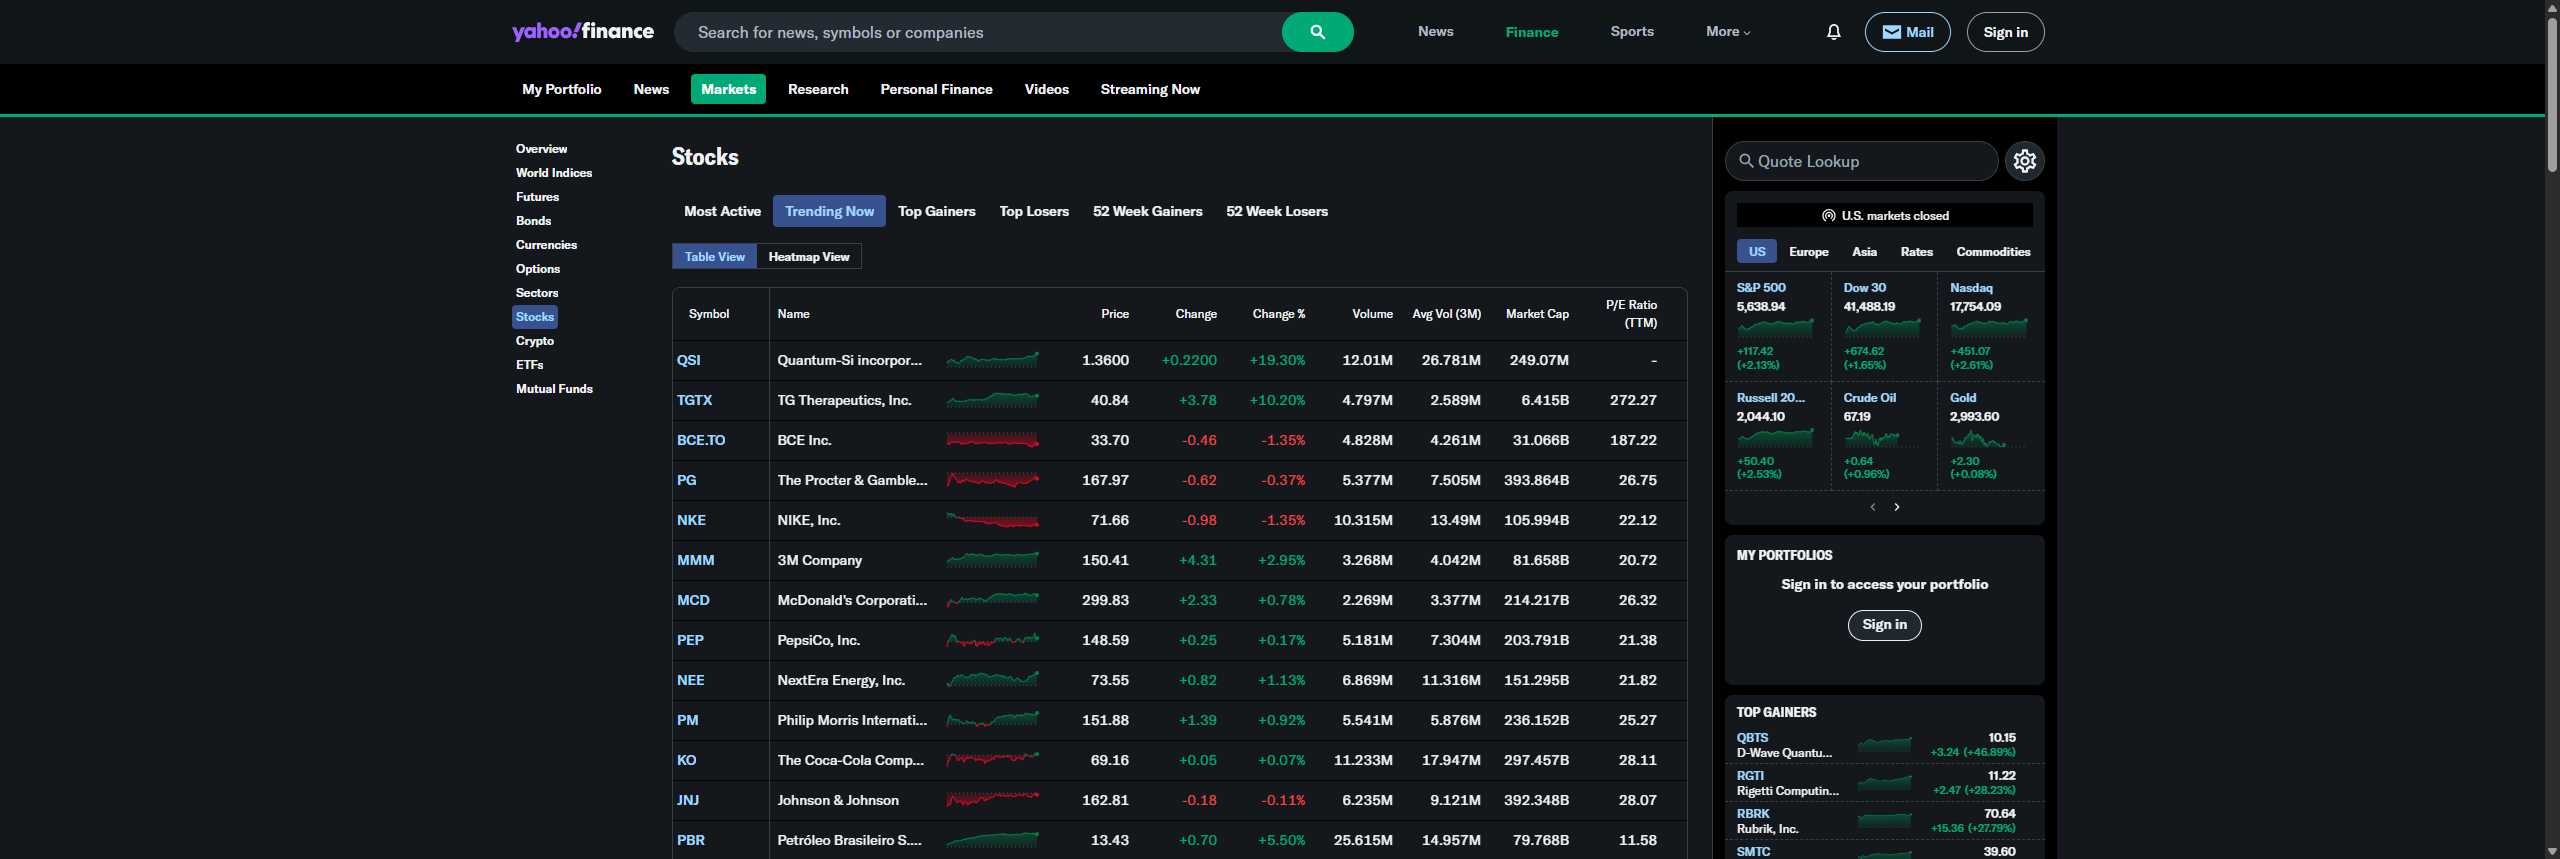 yahoo!finance
Search for news, symbols or companies
News Finance Sports More
Mail
Sign in
My Portfolio News Markets Research Personal Finance Videos Streaming Now
Overview
World Indices
Futures
Bonds
Currencies
Options
Sectors
Stocks
Crypto
ETFs
Mutual Funds
Stocks
Most Active Trending Now Top Gainers Top Losers 52 Week Gainers 52 Week Losers
Table View Heatmap View
Symbol Name Price Change Change % Volume Avg Vol (3M) Market Cap P/E Ratio (TTM)
QSI Quantum-Si incorpor... 1.3600 +0.2200 +19.30% 12.01M 26.781M 249.07M -
TGTX TG Therapeutics, Inc. 40.84 +3.78 +10.20% 4.797M 2.589M 6.415B 272.27
BCE.TO BCE Inc. 33.70 -0.46 -1.35% 4.828M 4.261M 31.066B 187.22
PG The Procter & Gamble... 167.97 -0.62 -0.37% 5.377M 7.505M 393.864B 26.75
NKE NIKE, Inc. 71.66 -0.98 -1.35% 10.315M 13.49M 105.994B 22.12
MMM 3M Company 150.41 +4.31 +2.95% 3.268M 4.042M 81.658B 20.72
MCD McDonald's Corporati... 299.83 +2.33 +0.78% 2.269M 3.377M 214.217B 26.32
PEP PepsiCo, Inc. 148.59 +0.25 +0.17% 5.181M 7.304M 203.791B 21.38
NEE NextEra Energy, Inc. 73.55 +0.82 +1.13% 6.869M 11.316M 151.295B 21.82
PM Philip Morris Internati... 151.88 +1.39 +0.92% 5.541M 5.876M 236.152B 25.27
KO The Coca-Cola Comp... 69.16 +0.05 +0.07% 11.233M 17.947M 297.457B 28.11
JNJ Johnson & Johnson 162.81 -0.18 -0.11% 6.235M 9.121M 392.348B 28.07
PBR Petróleo Brasileiro S.... 13.43 +0.70 +5.50% 25.615M 14.957M 79.768B 11.58
Quote Lookup
U.S. markets closed
US Europe Asia Rates Commodities
S&P 500 Dow 30 Nasdaq
5,638.94 41,488.19 17,754.09
+117.42 +674.62 +451.07
(+2.13%) (+1.65%) (+2.61%)
Russell 20... Crude Oil Gold
2,044.10 67.19 2,993.60
+50.40 +0.64 +2.30
(+2.53%) (+0.96%) (+0.08%)
MY PORTFOLIOS
Sign in to access your portfolio
Sign in
TOP GAINERS
QBTS 10.15
D-Wave Quantu... +3.24 (+46.89%)
RGTI 11.22
Rigetti Computin... +2.47 (+28.23%)
RBRK 70.64
Rubrik, Inc. +15.36 (+27.79%)
SMTC 39.60